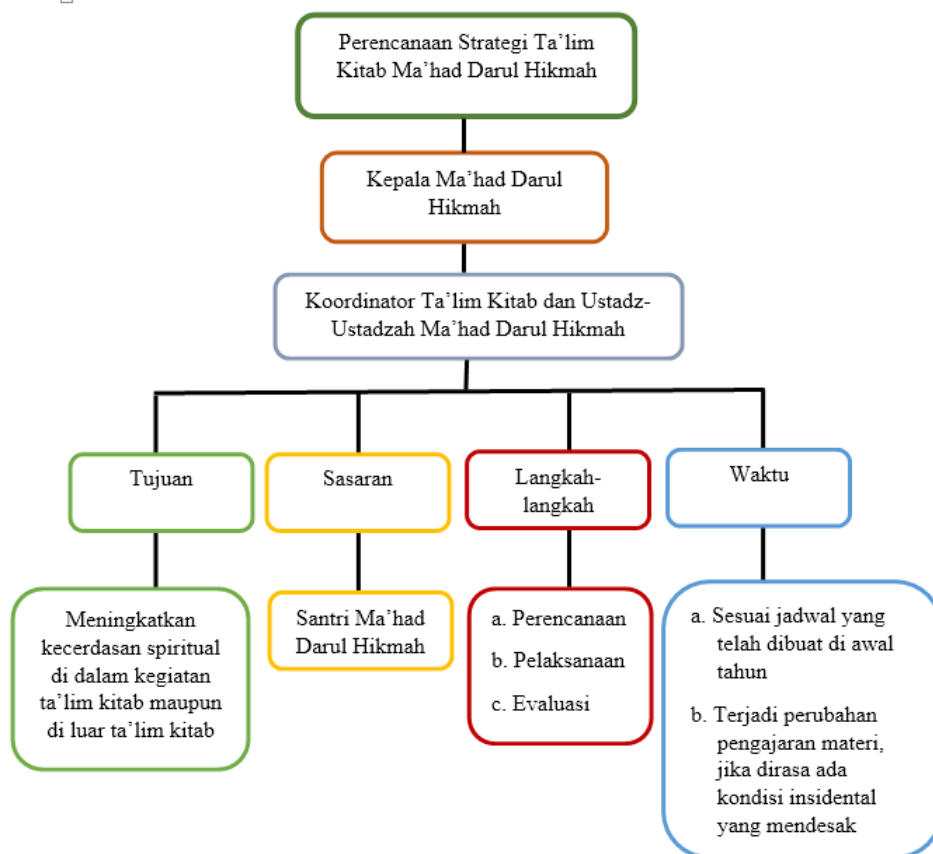 Perencanaan Strategi Ta’lim
Kitab Ma’had Darul Hikmah
Kepala Ma’had Darul
Hikmah
Koordinator Ta’lim Kitab dan Ustadz-
Ustadzah Ma’had Darul Hikmah
Tujuan
Sasaran
Langkah-
langkah
Waktu
Meningkatkan
kecerdasan spiritual
di dalam kegiatan
ta’lim kitab maupun
di luar ta’lim kitab
Santri Ma’had
Darul Hikmah
a. Perencanaan
b. Pelaksanaan
c. Evaluasi
a. Sesuai jadwal yang
telah dibuat di awal
tahun
b. Terjadi perubahan
pengajaran materi,
jika dirasa ada
kondisi insidental
yang mendesak